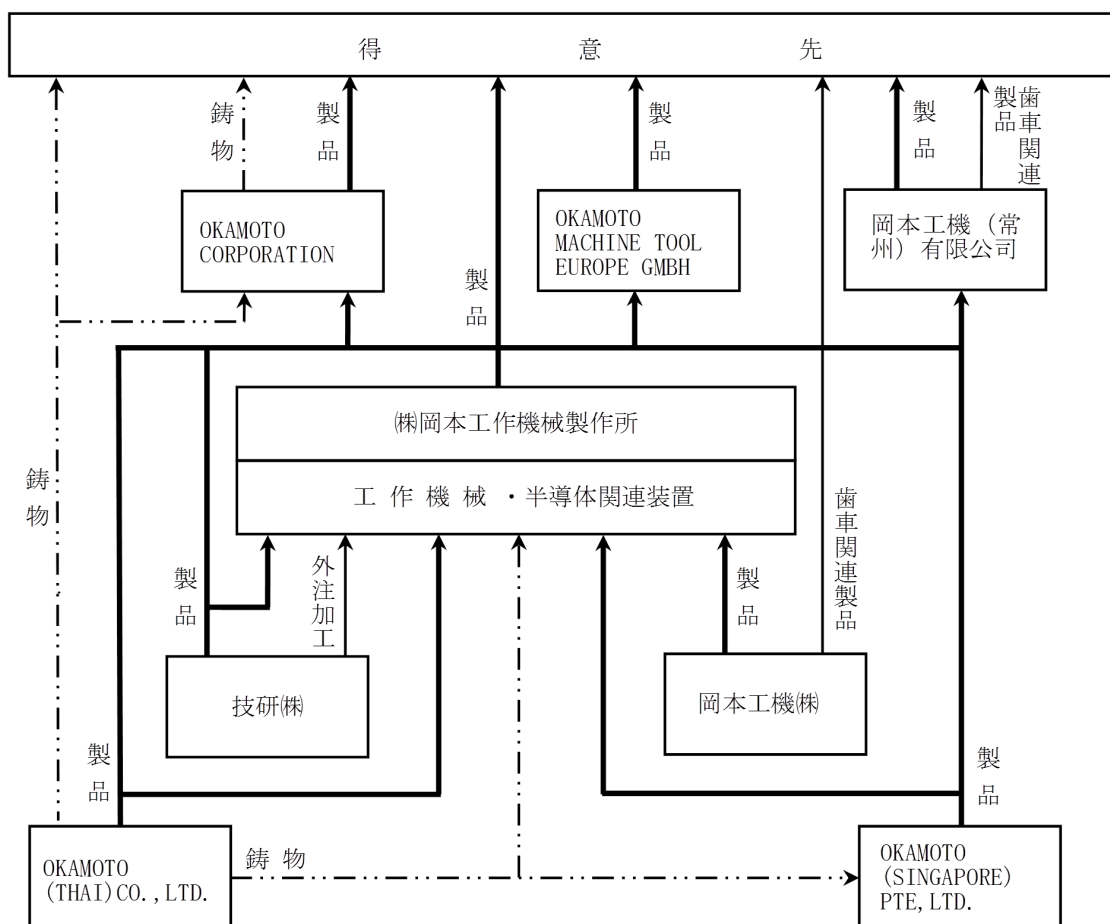 得意先
鋳物
製品
製品
製品
製品
歯車関連
製品
OKAMOTO
CORPORATION
OKAMOTO
MACHINE TOOL
EUROPE GMBH
岡本工機（常
州）有限公司
製品
㈱岡本工作機械製作所
工作機械・半導体関連装置
鋳物
製品
外注加工
製品
歯車関連製品
技研㈱
岡本工機㈱
製品
製品
OKAMOTO
(THAI)CO.,LTD.
鋳物
OKAMOTO
(SINGAPORE)
PTE,LTD.